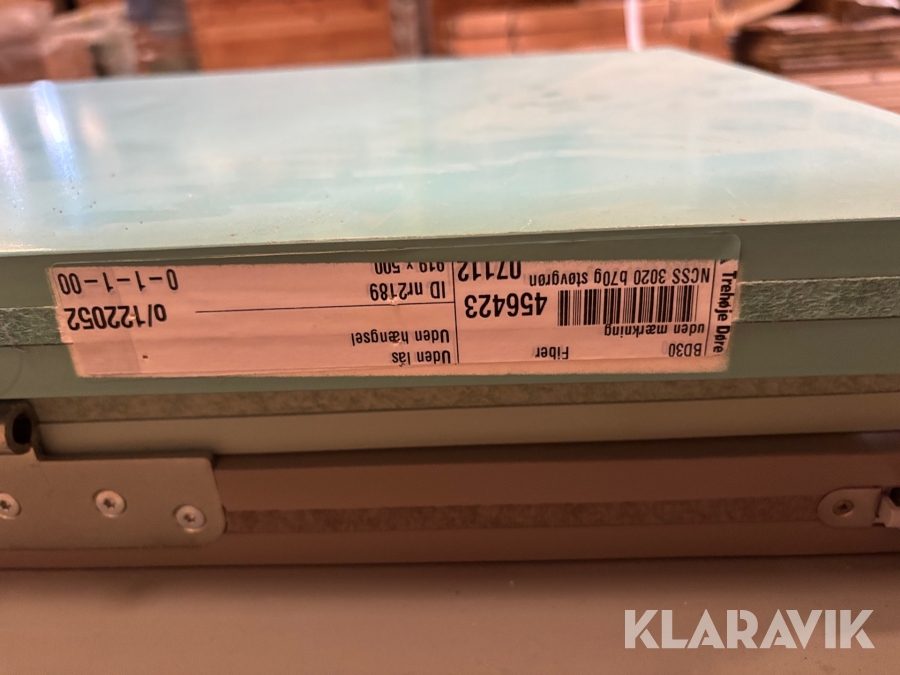 Trehøje Døre
BD30
Fiber
uden mærkning
456423
07112
NCSS 3020 b70g støvgrøn
Uden lås
Uden hængsel
ID nr2189
919 x 500
o/122052
0-1-1-1-00
KLARAVIK